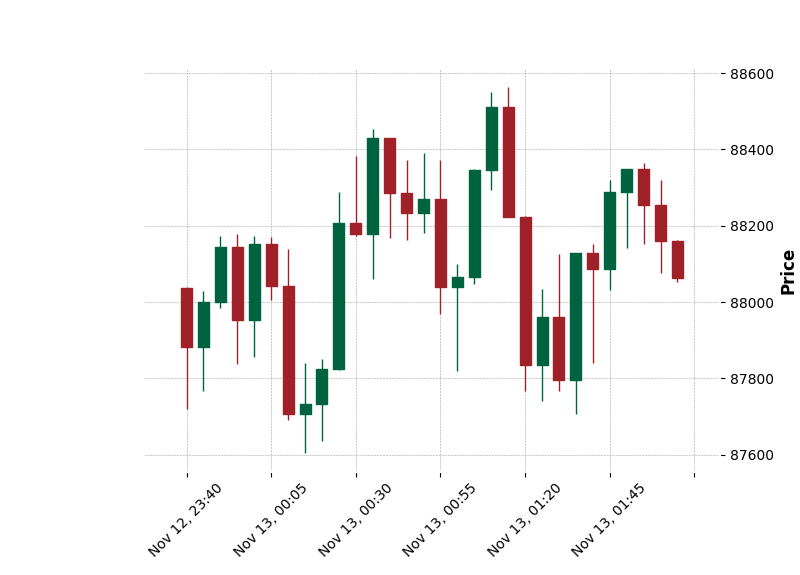 88600
88400
88200
88000
87800
87600
Price
Nov 12, 23:40
Nov 13, 00:05
Nov 13, 00:30
Nov 13, 00:55
Nov 13, 01:20
Nov 13, 01:45